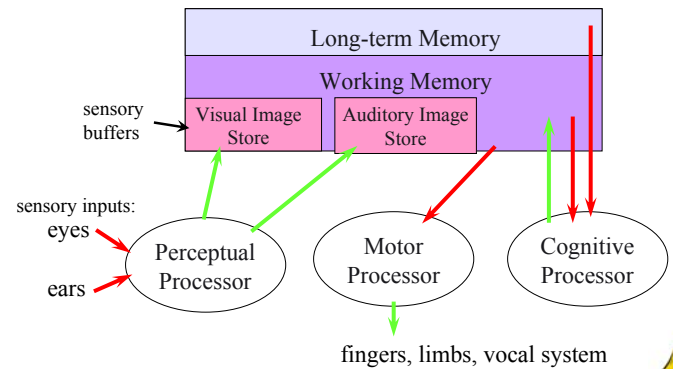 Long-term Memory
Working Memory
sensory
buffers
Visual Image
Store
Auditory Image
Store
sensory inputs:
eyes
ears
Perceptual
Processor
Motor
Processor
Cognitive
Processor
fingers, limbs, vocal system